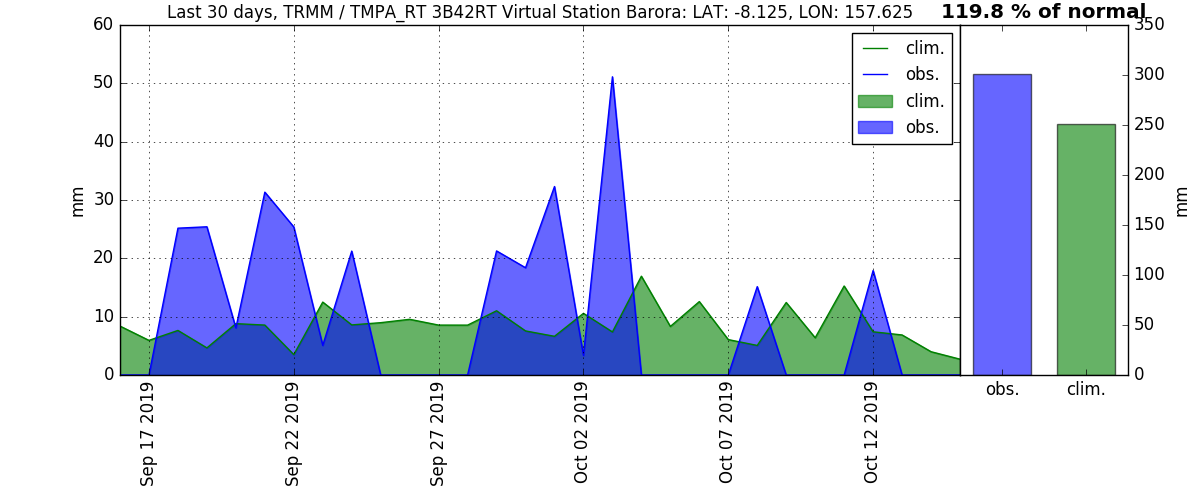 Last 30 days, TRMM / TMPA_RT 3B42RT Virtual Station Barora: LAT: -8.125, LON: 157.625
119.8 % of normal
mm
60
50
40
30
20
10
0
clim.
obs.
clim.
obs.
Sep 17 2019
Sep 22 2019
Sep 27 2019
Oct 02 2019
Oct 07 2019
Oct 12 2019
350
300
250
200
150
100
50
0
mm
obs.
clim.